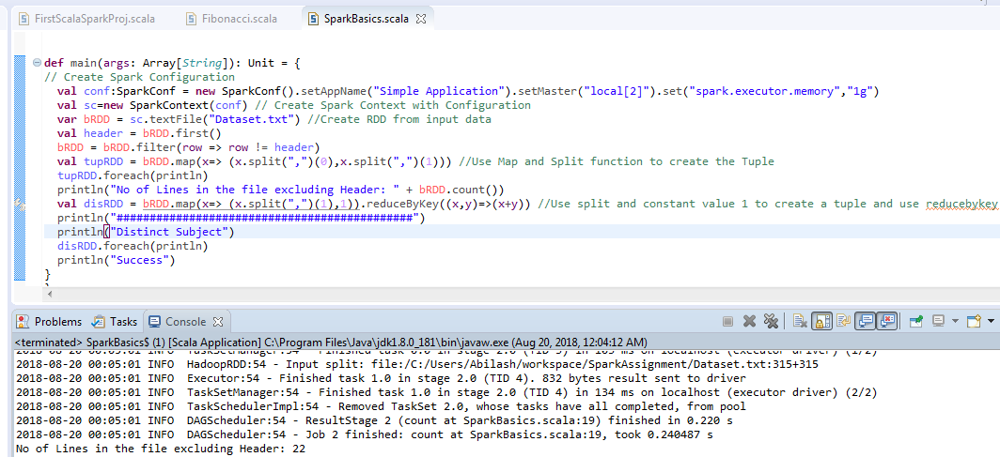 FirstScalaSparkProj.scala Fibonacci.scala SparkBasics.scala
def main(args: Array[String]): Unit = {
// Create Spark Configuration
val conf:SparkConf = new SparkConf().setAppName("Simple Application").setMaster("local[2]").set("spark.executor.memory","1g")
val sc=new SparkContext(conf) // Create Spark Context with Configuration
var bRDD = sc.textFile("Dataset.txt") //Create RDD from input data
val header = bRDD.first()
bRDD = bRDD.filter(row => row != header)
val tupRDD = bRDD.map(x=> (x.split(",")(0),x.split(",")(1))) //Use Map and Split function to create the Tuple
tupRDD.foreach(println)
println("No of Lines in the file excluding Header: " + bRDD.count())
val disRDD = bRDD.map(x=> (x.split(",")(1),1)).reduceByKey((x,y)=>(x+y)) //Use split and constant value 1 to create a tuple and use reducebykey
println("#############################################")
println("Distinct Subject")
disRDD.foreach(println)
println("Success")
}
Problems Tasks Console
<terminated> SparkBasics$ (1) [Scala Application] C:\Program Files\Java\jdk1.8.0_181\bin\javaw.exe (Aug 20, 2018, 12:04:12 AM)
2018-08-20 00:05:01 INFO TaskSetManager:54 - Finished task 0.0 in stage 2.0 (TID 3) in 165 ms on localhost (executor driver) (1/2)
2018-08-20 00:05:01 INFO HadoopRDD:54 - Input split: file:/C:/Users/Abilash/workspace/SparkAssignment/Dataset.txt:315+315
2018-08-20 00:05:01 INFO Executor:54 - Finished task 1.0 in stage 2.0 (TID 4). 832 bytes result sent to driver
2018-08-20 00:05:01 INFO TaskSetManager:54 - Finished task 1.0 in stage 2.0 (TID 4) in 134 ms on localhost (executor driver) (2/2)
2018-08-20 00:05:01 INFO TaskSchedulerImpl:54 - Removed TaskSet 2.0, whose tasks have all completed, from pool
2018-08-20 00:05:01 INFO DAGScheduler:54 - ResultStage 2 (count at SparkBasics.scala:19) finished in 0.220 s
2018-08-20 00:05:01 INFO DAGScheduler:54 - Job 2 finished: count at SparkBasics.scala:19, took 0.240487 s
No of Lines in the file excluding Header: 22